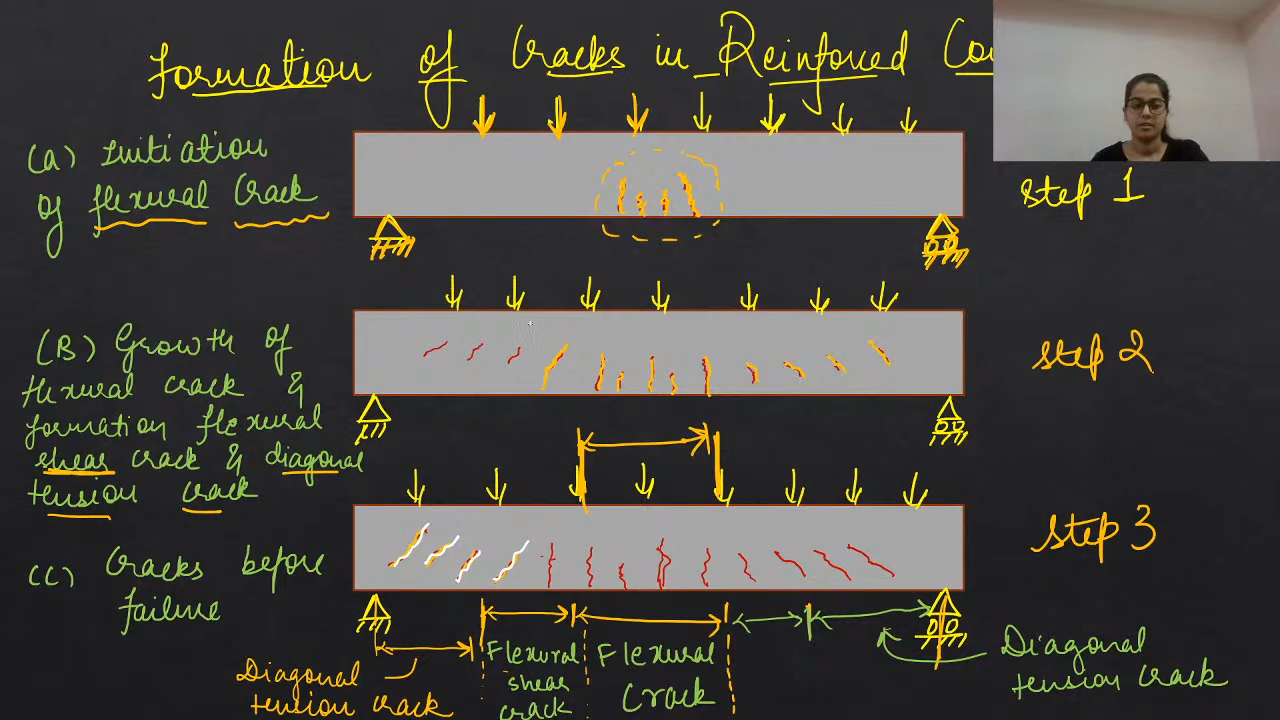 Formation of Cracks in Reinforced Con
(a) Initiation
of flexural Crack
Step 1
(B) Growth of
flexural crack &
formation flexural
shear crack & diagonal
tension crack
Step 2
(C) Cracks before
failure
Step 3
Diagonal
tension crack
Flexural
shear
crack
Flexural
Crack
Diagonal
tension crack